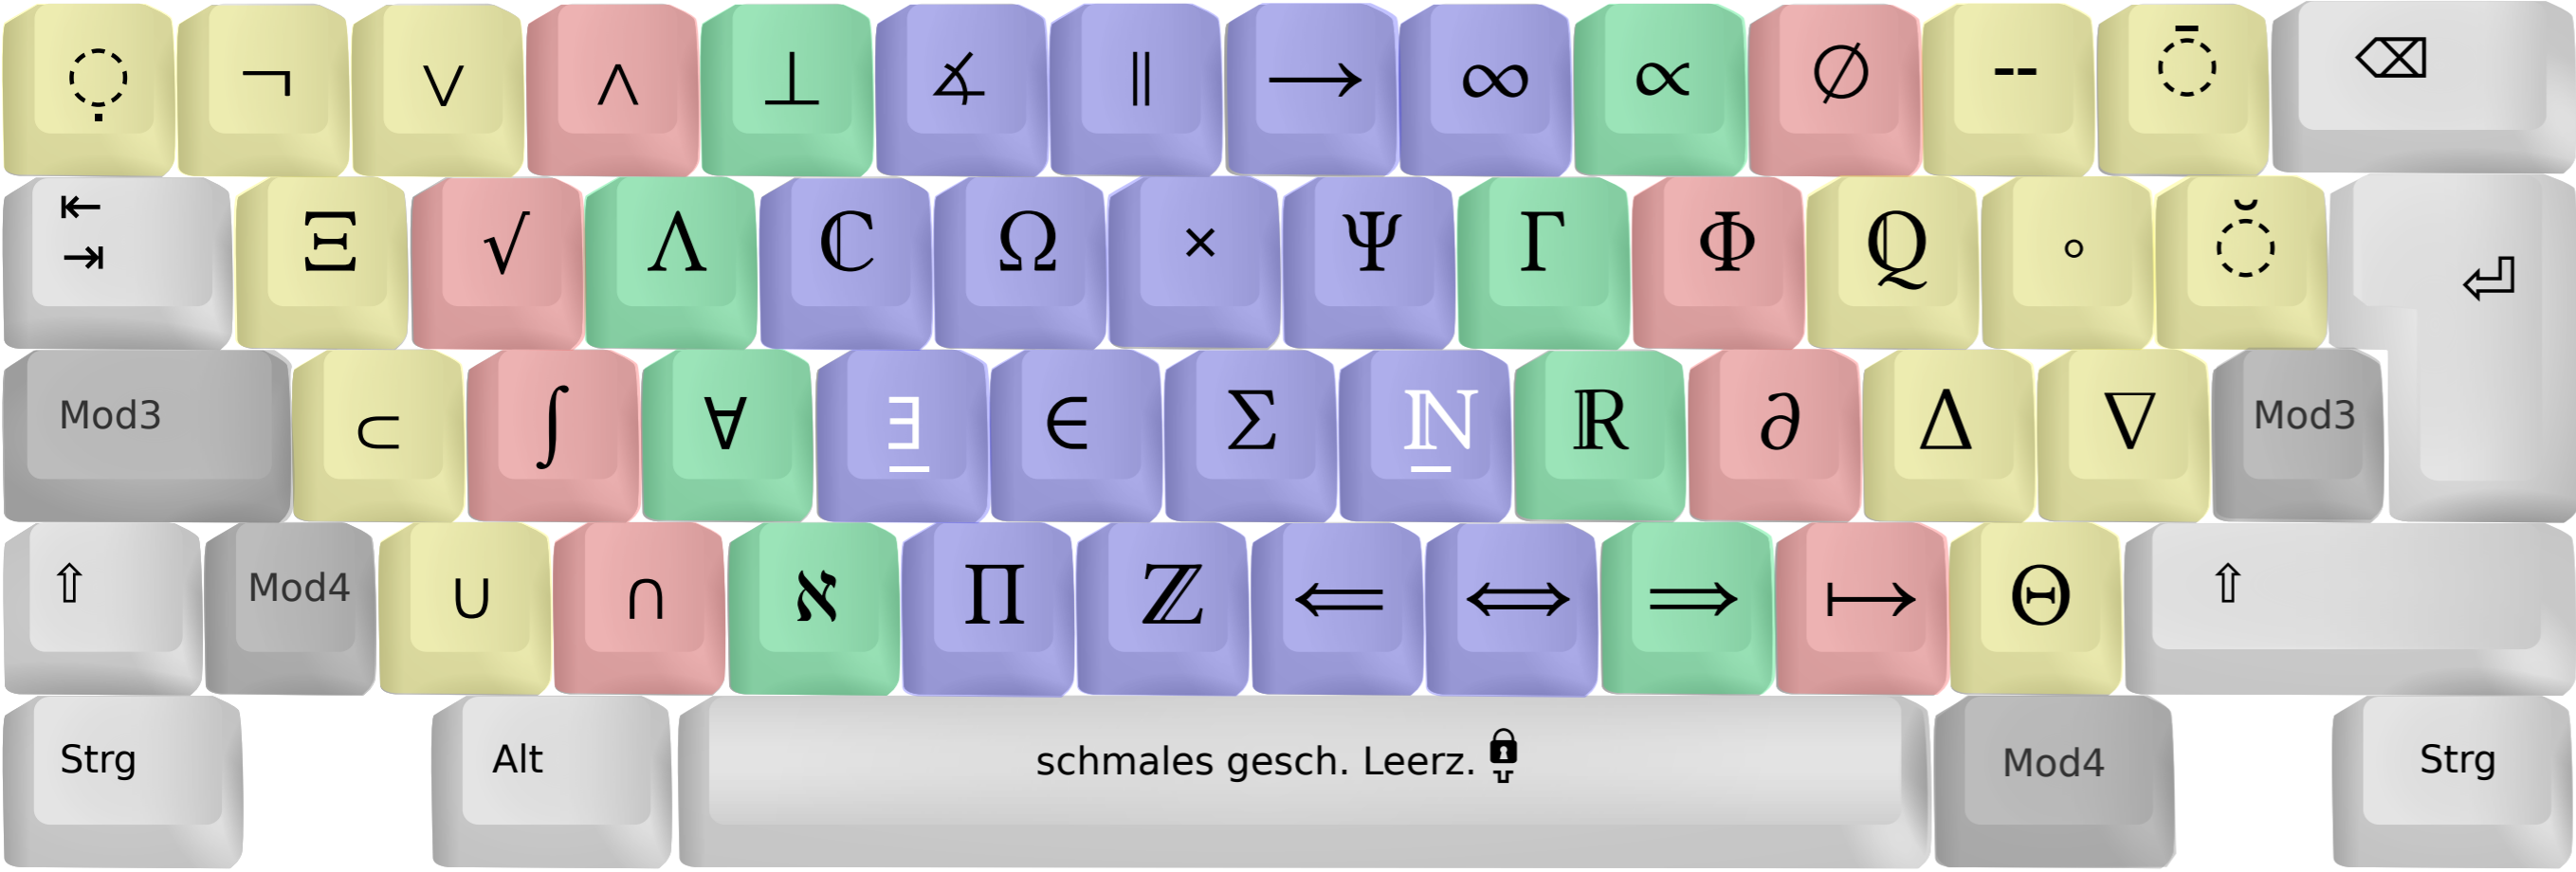 ◌̣ ¬ ∨ ∧ ⊥ ∡ ∥ ⟶ ∞ ∝ ∅ -- ◌̄ ⌫
⇤ ⇥ Ξ √ Λ ℂ Ω × Ψ Γ Φ ℚ ∘ ◌̆ ⏎
Mod3 ⊂ ∫ ∀ ∃ ∈ Σ ℕ ℝ ∂ Δ ∇ Mod3
⇧ Mod4 ∪ ∩ ℵ Π ℤ ⇐ ⇔ ⇒ ↦ Θ ⇧
Strg Alt schmales gesch. Leerz. Mod4 Strg